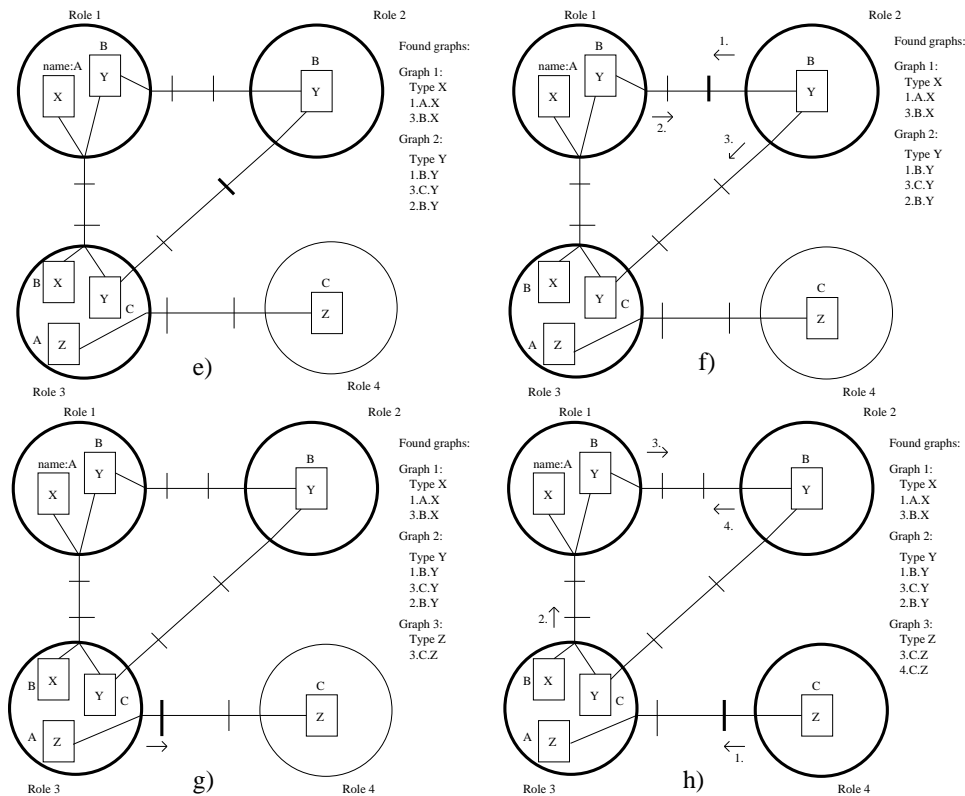 Role 1
Role 2
B
name:A
Y
X
B
Y
Found graphs:
Graph 1:
Type X
1.A.X
3.B.X
Graph 2:
Type Y
1.B.Y
3.C.Y
2.B.Y
B
X
Y
C
A
Z
C
Z
e)
Role 3
Role 4
Role 1
Role 2
B
name:A
Y
X
1.
2.
3.
B
Y
Found graphs:
Graph 1:
Type X
1.A.X
3.B.X
Graph 2:
Type Y
1.B.Y
3.C.Y
2.B.Y
B
X
Y
C
A
Z
C
Z
f)
Role 3
Role 4
Role 1
Role 2
B
name:A
Y
X
B
Y
Found graphs:
Graph 1:
Type X
1.A.X
3.B.X
Graph 2:
Type Y
1.B.Y
3.C.Y
2.B.Y
Graph 3:
Type Z
3.C.Z
B
X
Y
C
A
Z
C
Z
g)
Role 3
Role 4
Role 1
Role 2
B
name:A
Y
X
3.
4.
B
Y
Found graphs:
Graph 1:
Type X
1.A.X
3.B.X
Graph 2:
Type Y
1.B.Y
3.C.Y
2.B.Y
Graph 3:
Type Z
3.C.Z
4.C.Z
2.
B
X
Y
C
A
Z
1.
C
Z
h)
Role 3
Role 4